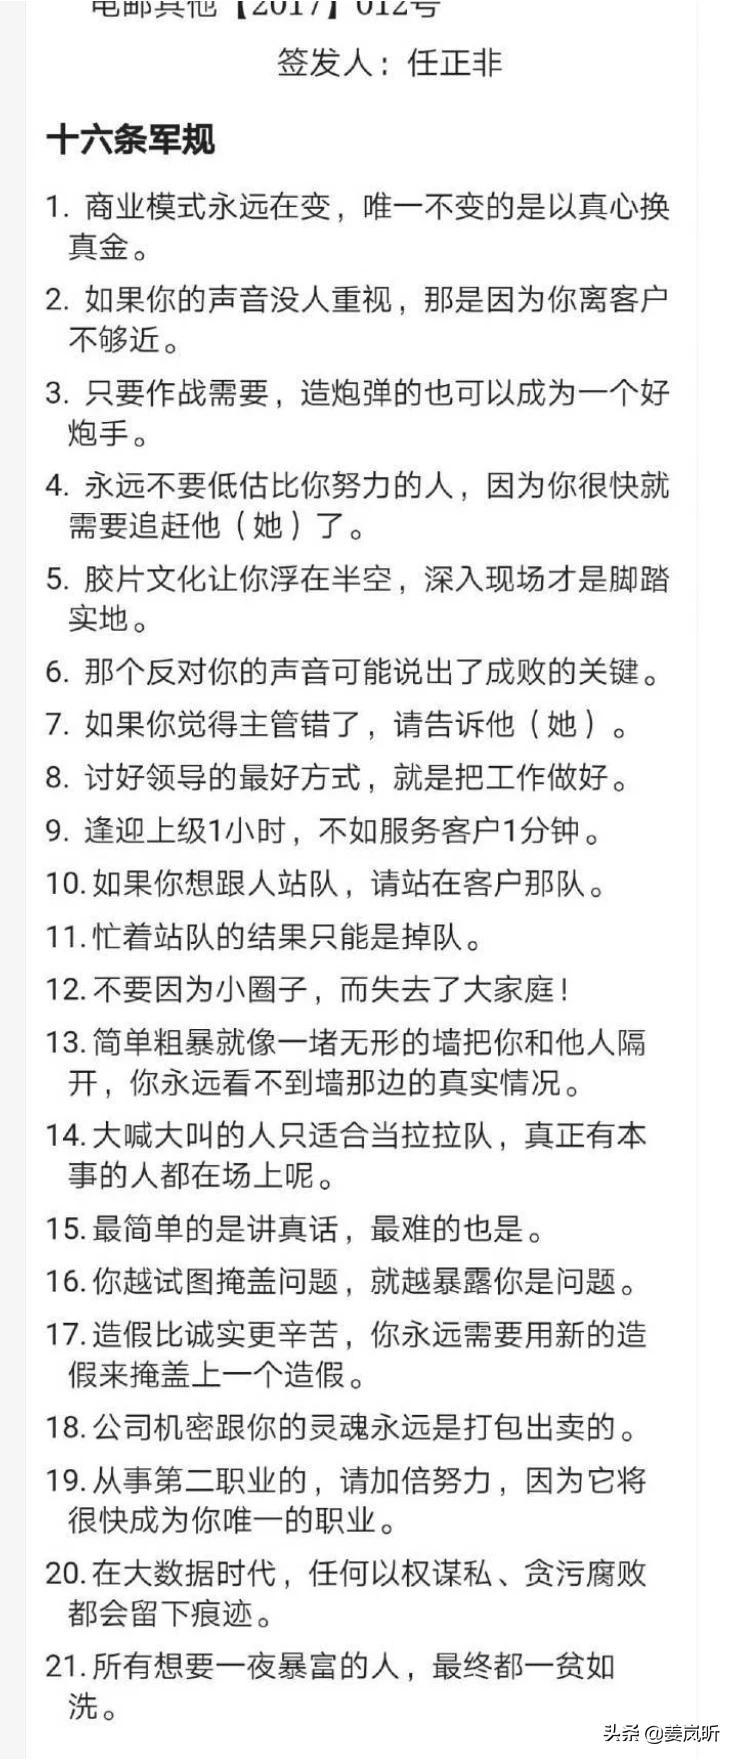 电邮其他【2017】012号
签发人：任正非
十六条军规
1. 商业模式永远在变，唯一不变的是以真心换
真金。
2. 如果你的声音没人重视，那是因为你离客户
不够近。
3. 只要作战需要，造炮弹的也可以成为一个好
炮手。
4. 永远不要低估比你努力的人，因为你很快就
需要追赶他（她）了。
5. 胶片文化让你浮在半空，深入现场才是脚踏
实地。
6. 那个反对你的声音可能说出了成败的关键。
7. 如果你觉得主管错了，请告诉他（她）。
8. 讨好领导的最好方式，就是把工作做好。
9. 逢迎上级1小时，不如服务客户1分钟。
10.如果你想跟人站队，请站在客户那队。
11.忙着站队的结果只能是掉队。
12.不要因为小圈子，而失去了大家庭！
13.简单粗暴就像一堵无形的墙把你和他人隔
开，你永远看不到墙那边的真实情况。
14.大喊大叫的人只适合当拉拉队，真正有本
事的人都在场上呢。
15.最简单的是讲真话，最难的也是。
16.你越试图掩盖问题，就越暴露你是问题。
17.造假比诚实更辛苦，你永远需要用新的造
假来掩盖上一个造假。
18.公司机密跟你的灵魂永远是打包出卖的。
19.从事第二职业的，请加倍努力，因为它将
很快成为你唯一的职业。
20.在大数据时代，任何以权谋私、贪污腐败
都会留下痕迹。
21.所有想要一夜暴富的人，最终都一贫如
洗。
头条 @姜岚昕